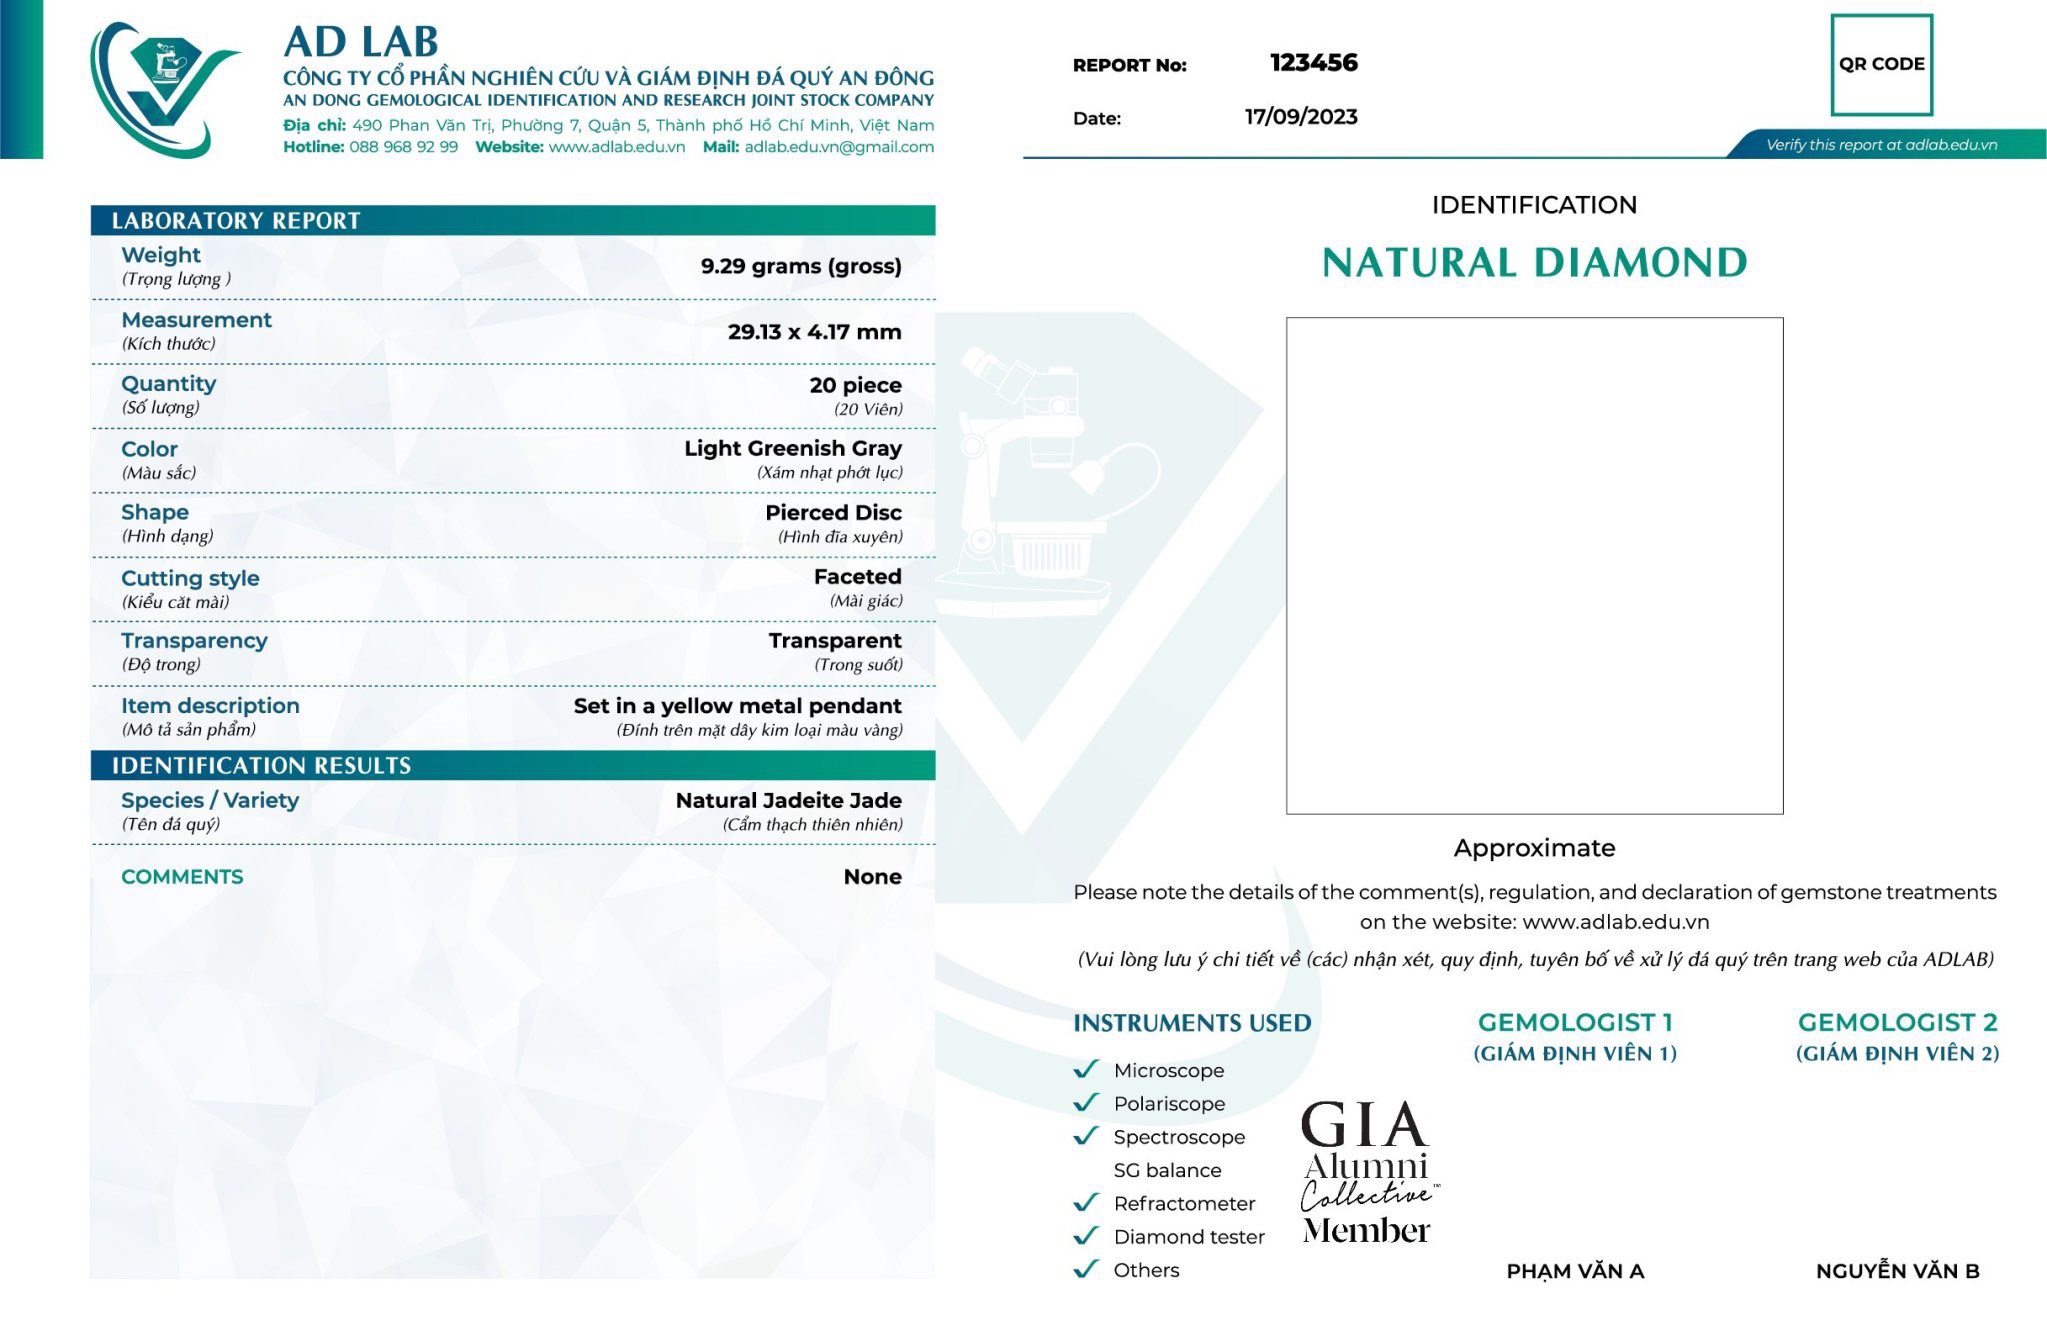 AD LAB
CÔNG TY CỔ PHẦN NGHIÊN CỨU VÀ GIÁM ĐỊNH ĐÁ QUÝ AN ĐÔNG
AN DONG GEMOLOGICAL IDENTIFICATION AND RESEARCH JOINT STOCK COMPANY
Địa chỉ: 490 Phan Văn Trị, Phường 7, Quận 5, Thành phố Hồ Chí Minh, Việt Nam
Hotline: 088 968 92 99 Website: www.adlab.edu.vn Mail: adlab.edu.vn@gmail.com
LABORATORY REPORT
Weight
(Trọng lượng )
9.29 grams (gross)
Measurement
(Kích thước)
29.13 x 4.17 mm
Quantity
(Số lượng)
20 piece
(20 Viên)
Color
(Màu sắc)
Light Greenish Gray
(Xám nhạt phớt lục)
Shape
(Hình dạng)
Pierced Disc
(Hình đĩa xuyên)
Cutting style
(Kiểu cắt mài)
Faceted
(Mài giác)
Transparency
(Độ trong)
Transparent
(Trong suốt)
Item description
(Mô tả sản phẩm)
Set in a yellow metal pendant
(Đính trên mặt dây kim loại màu vàng)
IDENTIFICATION RESULTS
Species / Variety
(Tên đá quý)
Natural Jadeite Jade
(Cẩm thạch thiên nhiên)
COMMENTS
None
REPORT No: 123456
Date: 17/09/2023
QR CODE
Verify this report at adlab.edu.vn
IDENTIFICATION
NATURAL DIAMOND
Approximate
Please note the details of the comment(s), regulation, and declaration of gemstone treatments
on the website: www.adlab.edu.vn
(Vui lòng lưu ý chi tiết về (các) nhận xét, quy định, tuyên bố về xử lý đá quý trên trang web của ADLAB)
INSTRUMENTS USED
Microscope
Polariscope
Spectroscope
SG balance
Refractometer
Diamond tester
Others
GIA
Alumni
Collective™
Member
GEMOLOGIST 1
(GIÁM ĐỊNH VIÊN 1)
PHẠM VĂN A
GEMOLOGIST 2
(GIÁM ĐỊNH VIÊN 2)
NGUYỄN VĂN B